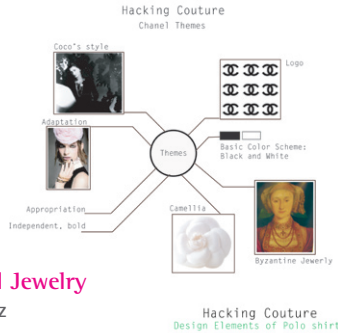 Hacking Couture
Chanel Themes
Coco's style
Logo
Adaptation
Themes
Basic Color Scheme:
Black and White
Appropriation
Independent, bold
Camellia
Byzantine Jewerly
Jewelry
Hacking Couture
Design Elements of Polo shirt